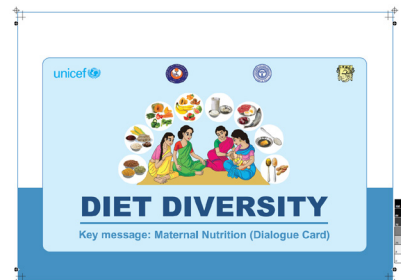 unicef
DIET DIVERSITY
Key message: Maternal Nutrition (Dialogue Card)